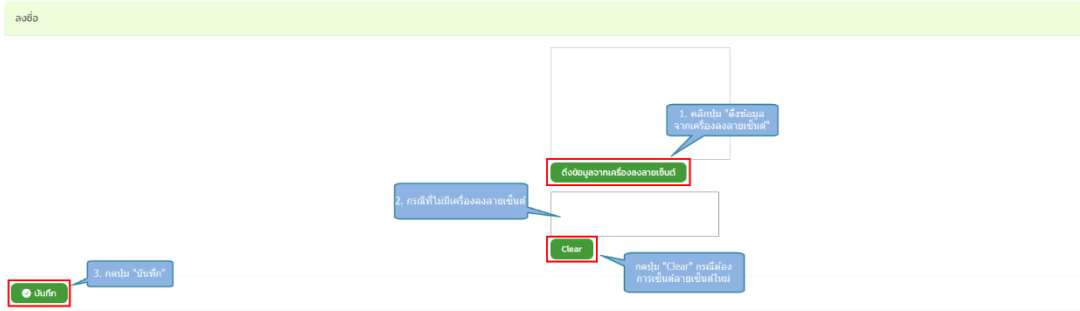 ลงชื่อ
1. คลิกปุ่ม "ดึงข้อมูล
จากเครื่องลงลายเซ็นต์"
ดึงข้อมูลจากเครื่องลงลายเซ็นต์
2. กรณีที่ไม่มีเครื่องลงลายเซ็นต์
Clear
กดปุ่ม "Clear" กรณีต้อง
การเซ็นต์ลายเซ็นต์ใหม่
3. กดปุ่ม "บันทึก"
บันทึก